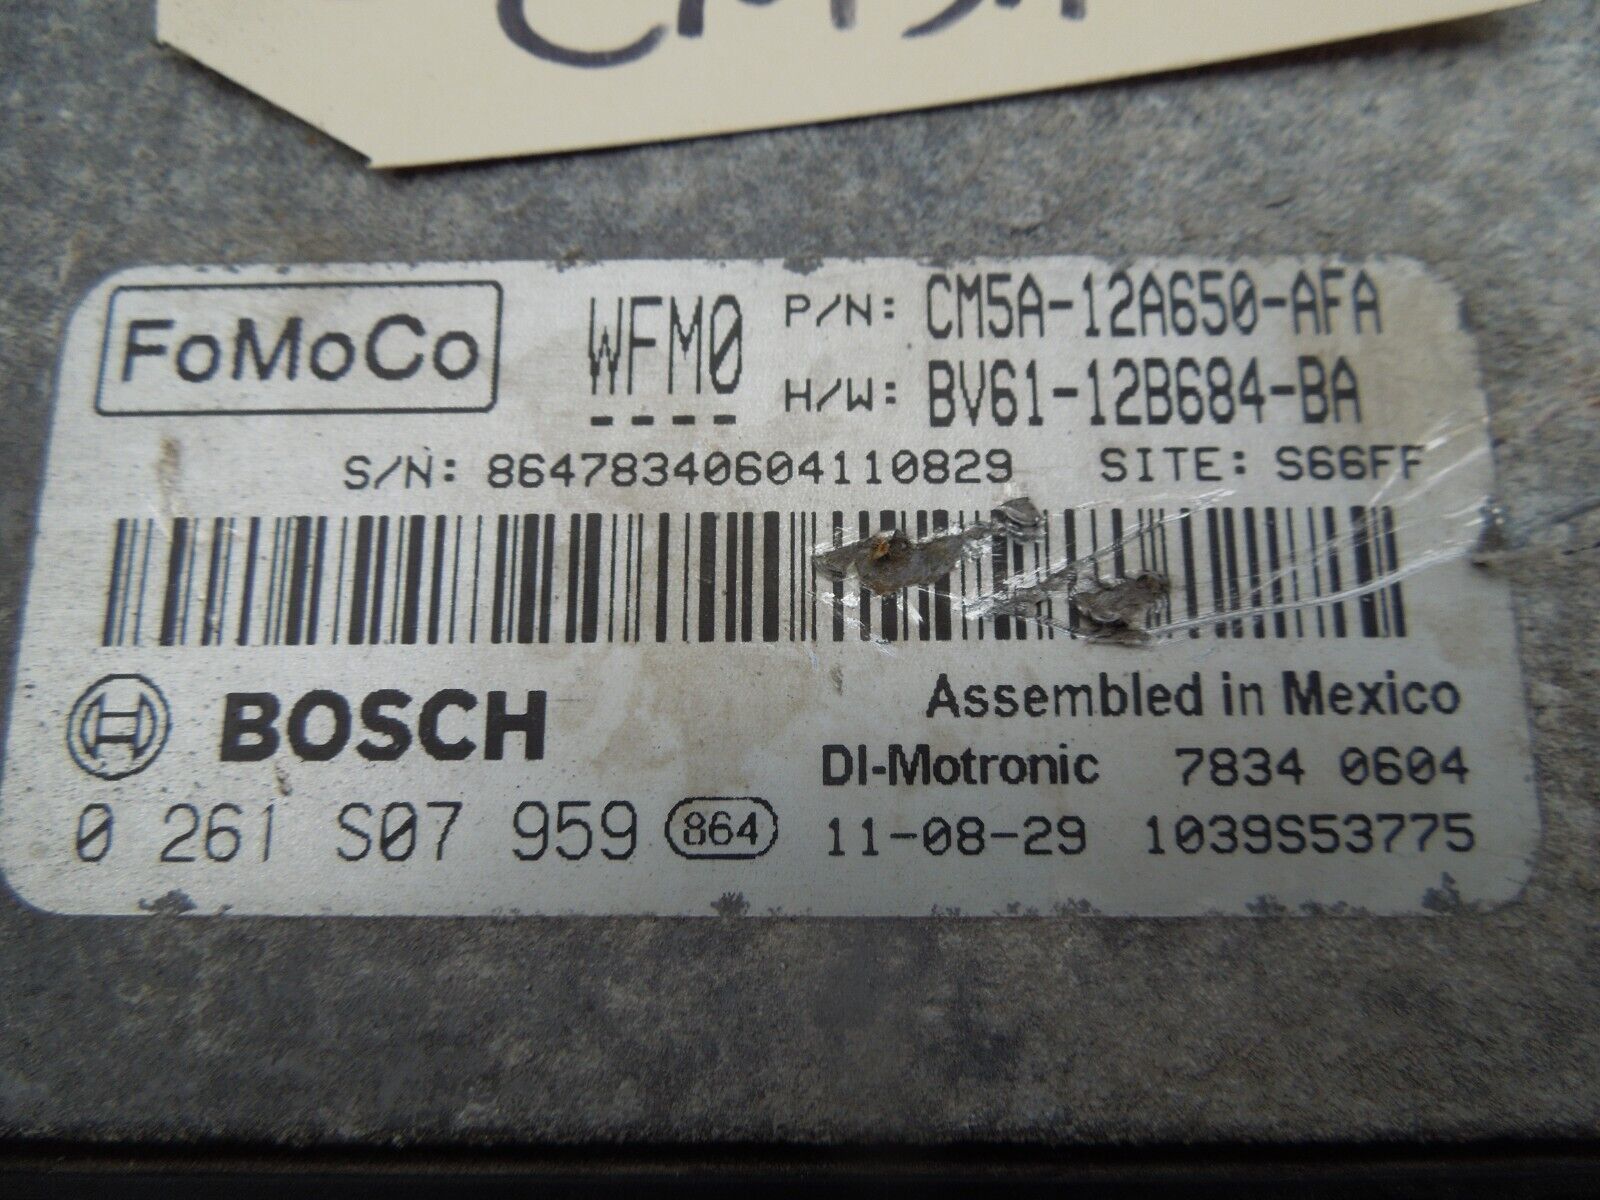 FoMoCo WFM0 P/N: CM5A-12A650-AFA
H/W: BV61-12B684-BA
S/N: 86478340604110829 SITE: S66FF
BOSCH Assembled in Mexico
DI-Motronic 7834 0604
0 261 S07 959 864 11-08-29 1039S53775